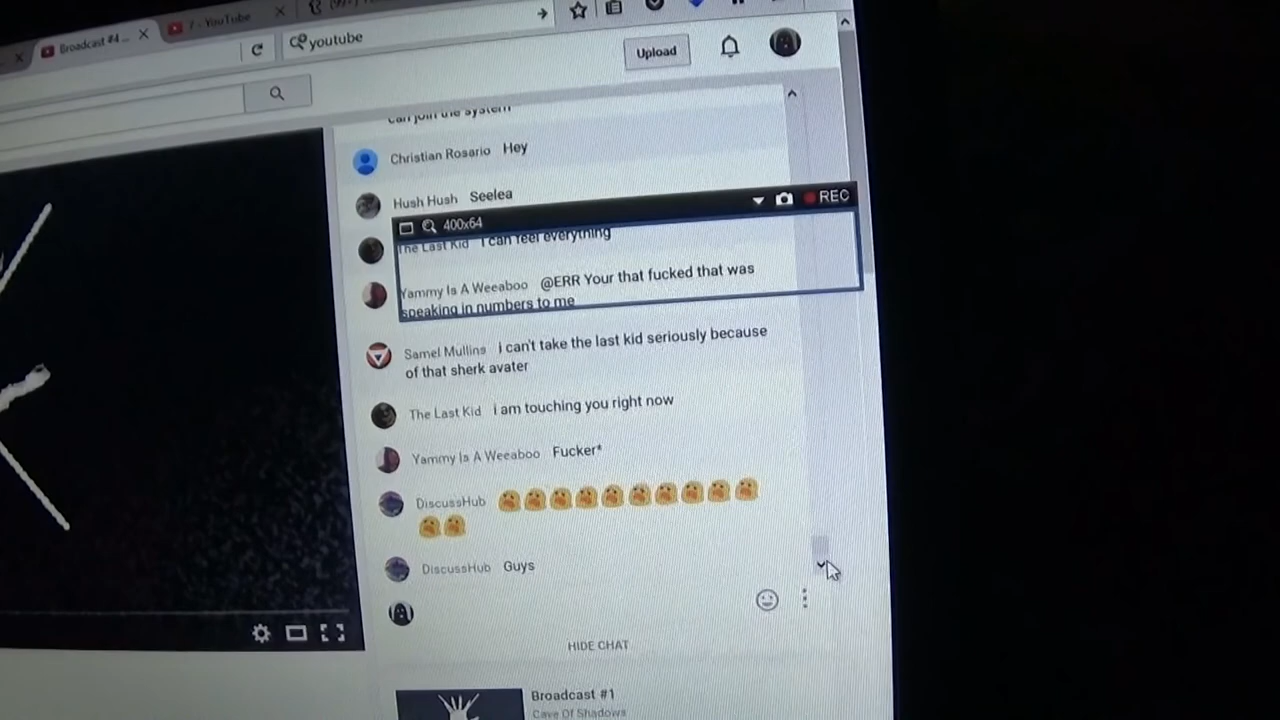 Broadcast #4...
7 - YouTube
youtube
Upload
can join the system
Christian Rosario Hey
Hush Hush Seelea
400x64 REC
The Last Kid I can feel everything
Yammy Is A Weeaboo @ERR Your that fucked that was
speaking in numbers to me
Samel Mullins i can't take the last kid seriously because
of that sherk avater
The Last Kid i am touching you right now
Yammy Is A Weeaboo Fucker*
DiscussHub
DiscussHub Guys
HIDE CHAT
Broadcast #1
Cave Of Shadows